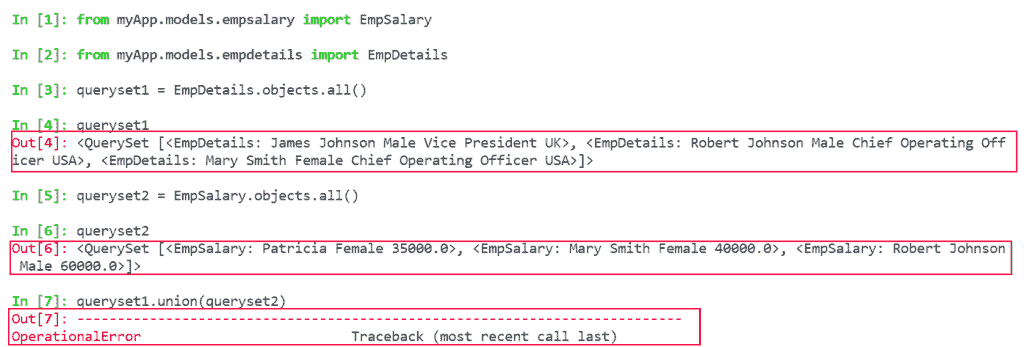 In [1]: from myApp.models.empsalary import EmpSalary
In [2]: from myApp.models.empdetails import EmpDetails
In [3]: queryset1 = EmpDetails.objects.all()
In [4]: queryset1
Out[4]: <QuerySet [<EmpDetails: James Johnson Male Vice President UK>, <EmpDetails: Robert Johnson Male Chief Operating Off
icer USA>, <EmpDetails: Mary Smith Female Chief Operating Officer USA>]>
In [5]: queryset2 = EmpSalary.objects.all()
In [6]: queryset2
Out[6]: <QuerySet [<EmpSalary: Patricia Female 35000.0>, <EmpSalary: Mary Smith Female 40000.0>, <EmpSalary: Robert Johnson
 Male 60000.0>]>
In [7]: queryset1.union(queryset2)
Out[7]: ---------------------------------------------------------------------------
OperationalError                          Traceback (most recent call last)